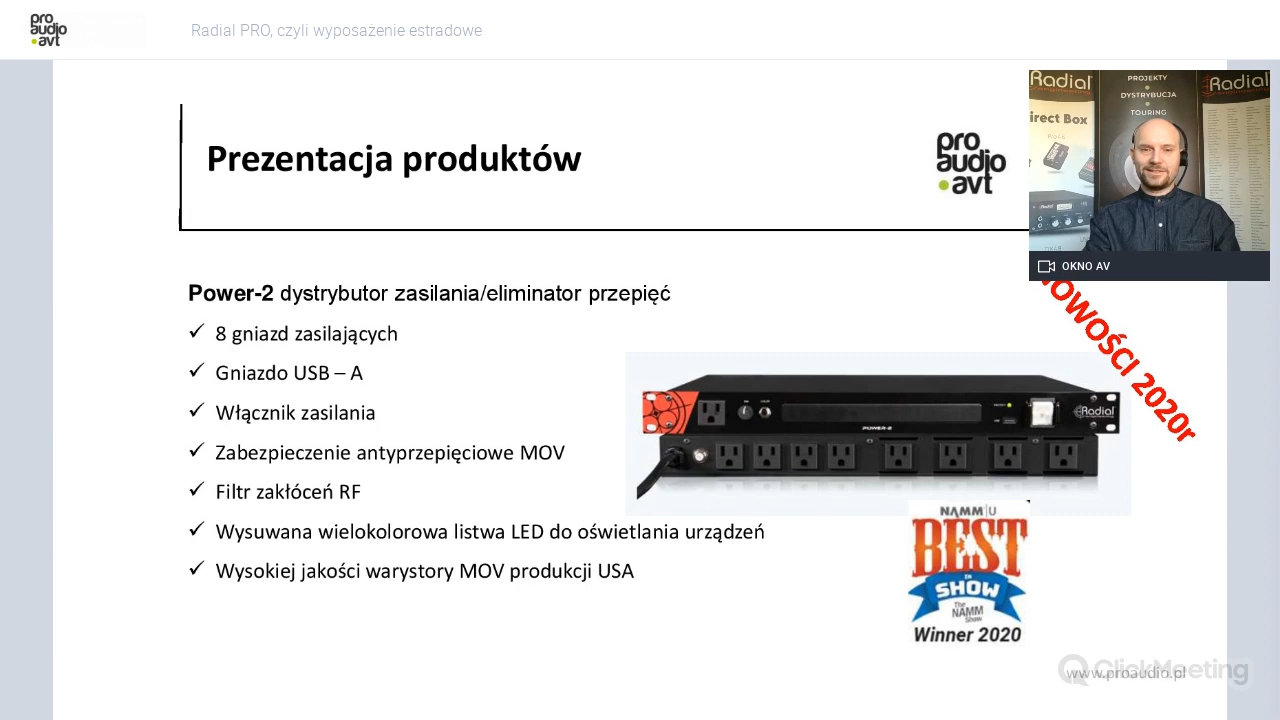 pro
audio
.avt
Radial PRO, czyli wyposażenie estradowe
Prezentacja produktów
pro
audio
.avt
Radial
PROJEKTY
DYSTRYBUCJA
TOURING
Radial
irect Box
OKNO AV
NOWOŚCI 2020r
Power-2 dystrybutor zasilania/eliminator przepięć
8 gniazd zasilających
Gniazdo USB – A
Włącznik zasilania
Zabezpieczenie antyprzepięciowe MOV
Filtr zakłóceń RF
Wysuwana wielokolorowa listwa LED do oświetlania urządzeń
Wysokiej jakości warystory MOV produkcji USA
Radial
POWER-2
NAMM U
BEST
in
SHOW
The
NAMM
Show
Winner 2020
ClickMeeting
www.proaudio.pl